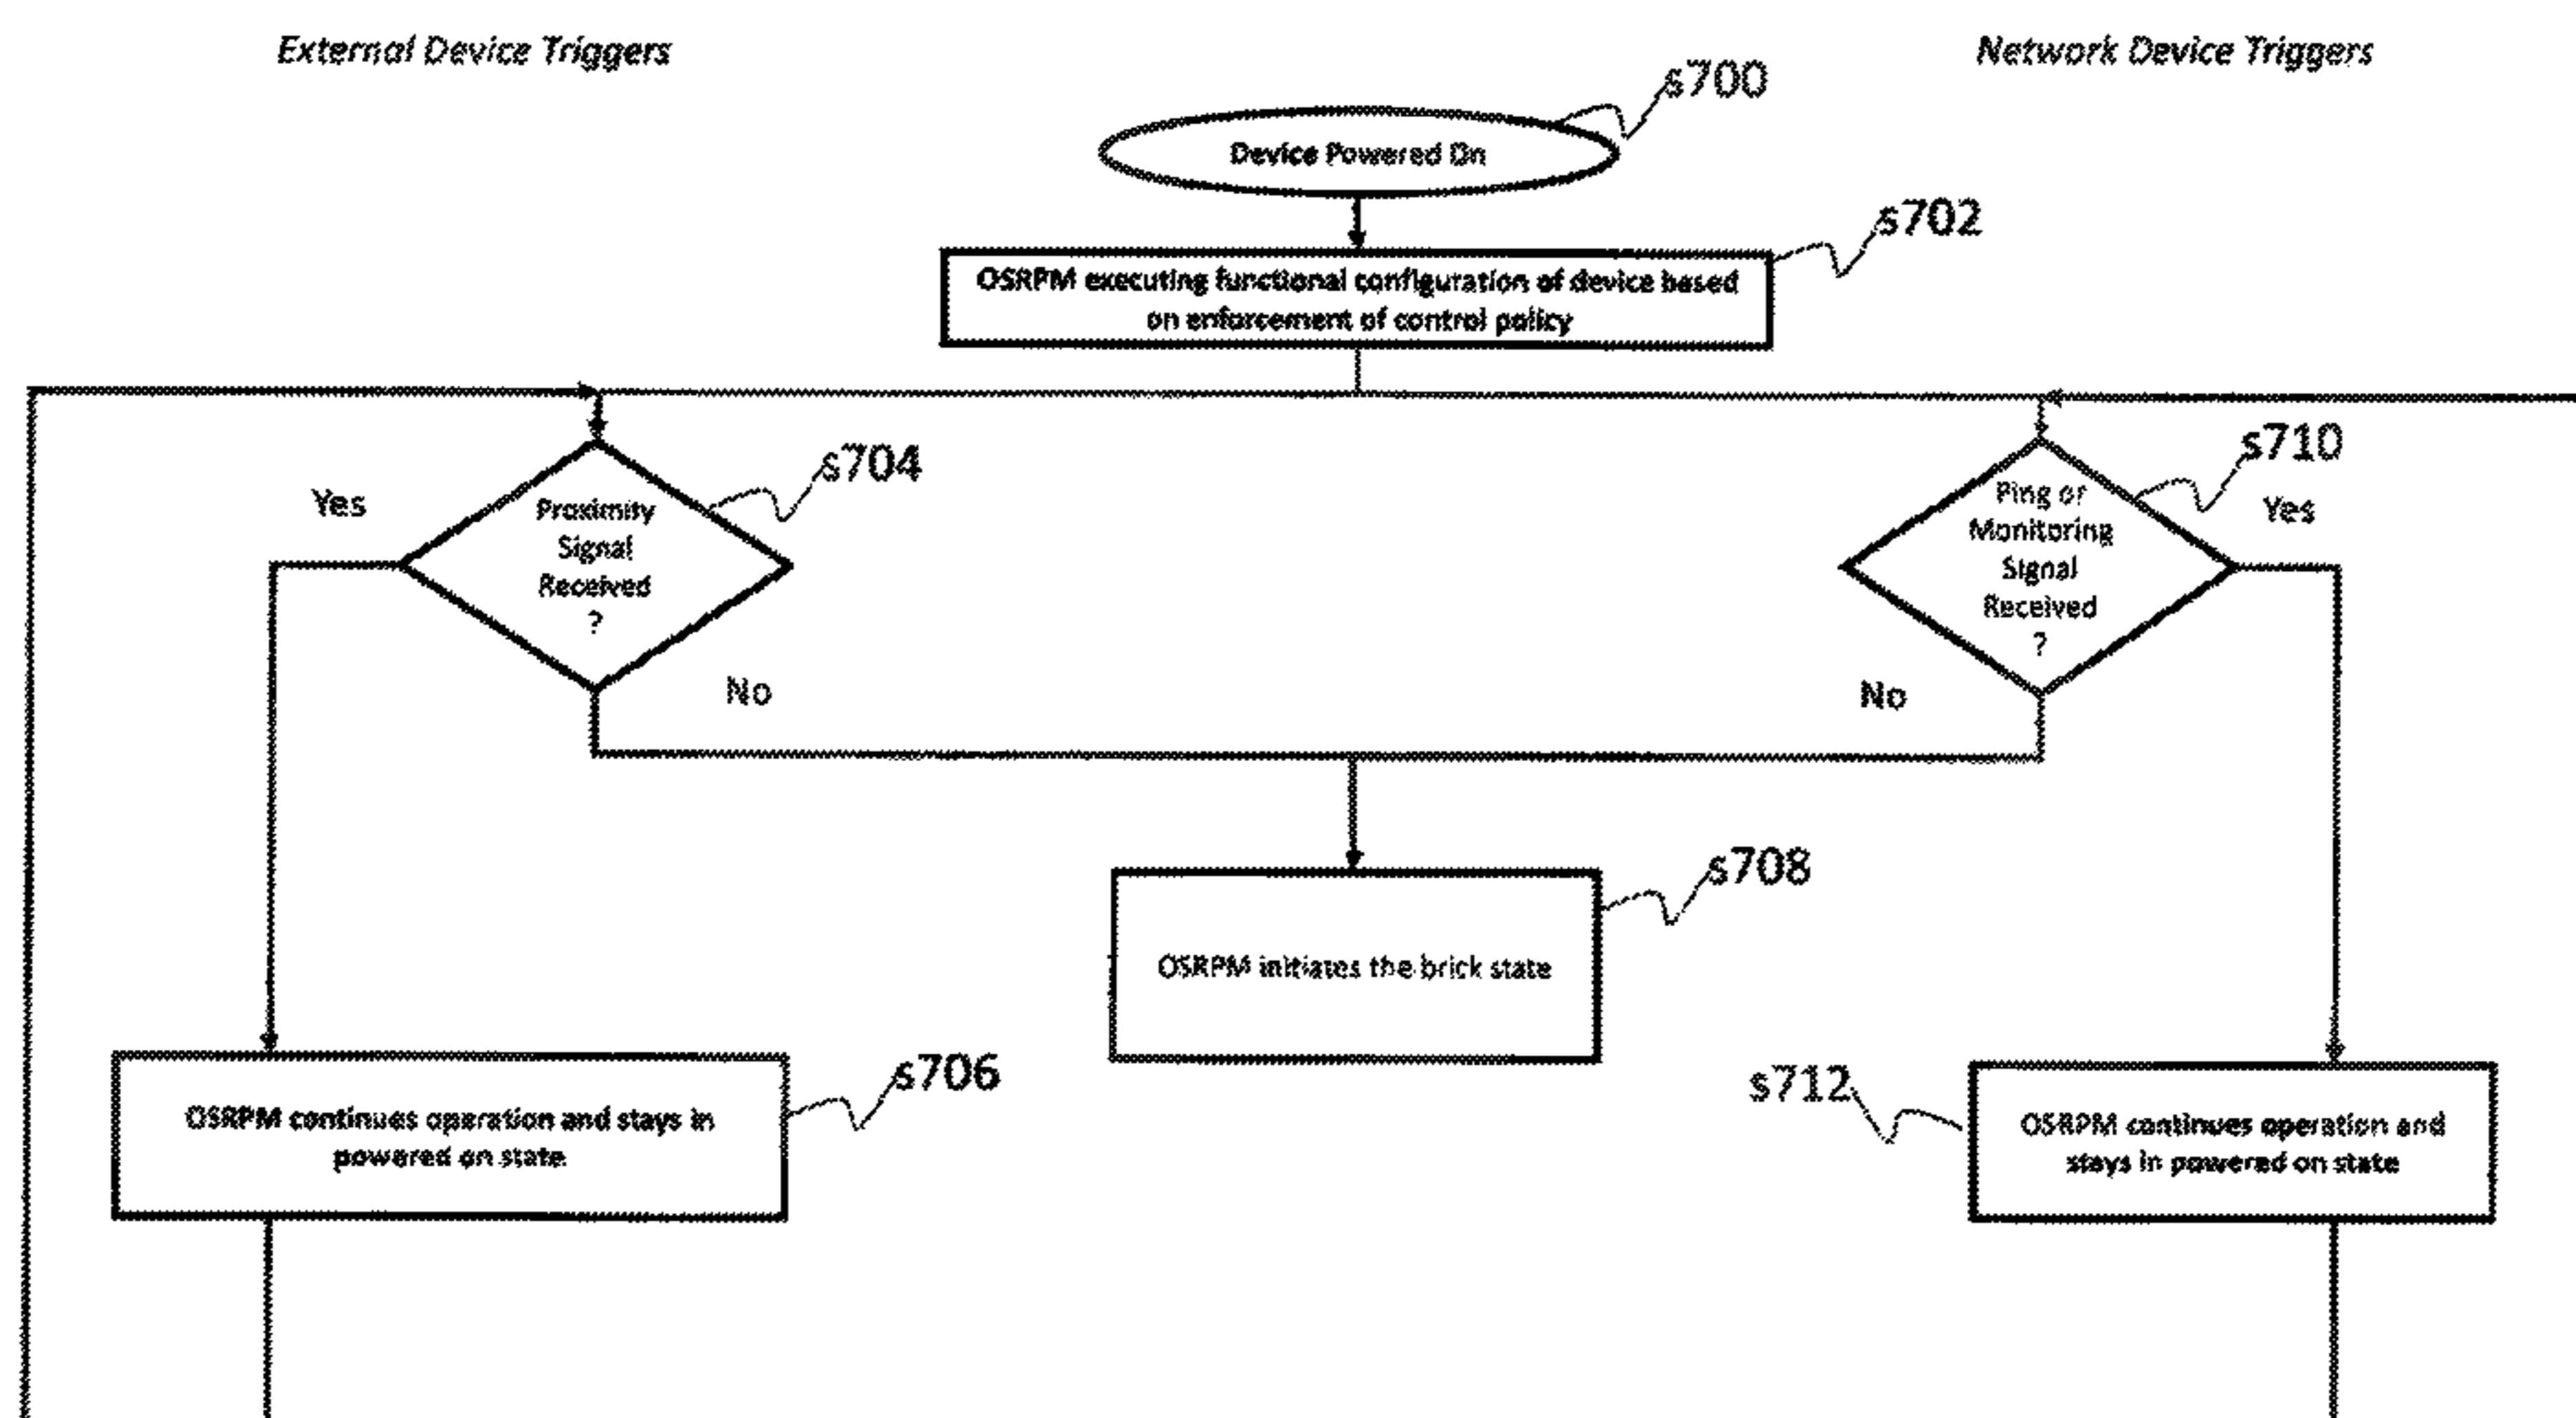 External Device Triggers
Network Device Triggers
s700
Device Powered On
s702
OSRPM executing functional configuration of device based
on enforcement of control policy
s704
Yes
Proximity
Signal
Received
?
No
s710
Yes
Ping or
Monitoring
Signal
Received
?
No
s708
OSRPM initiates the brick state
s706
OSRPM continues operation and stays in
powered on state
s712
OSRPM continues operation and
stays in powered on state